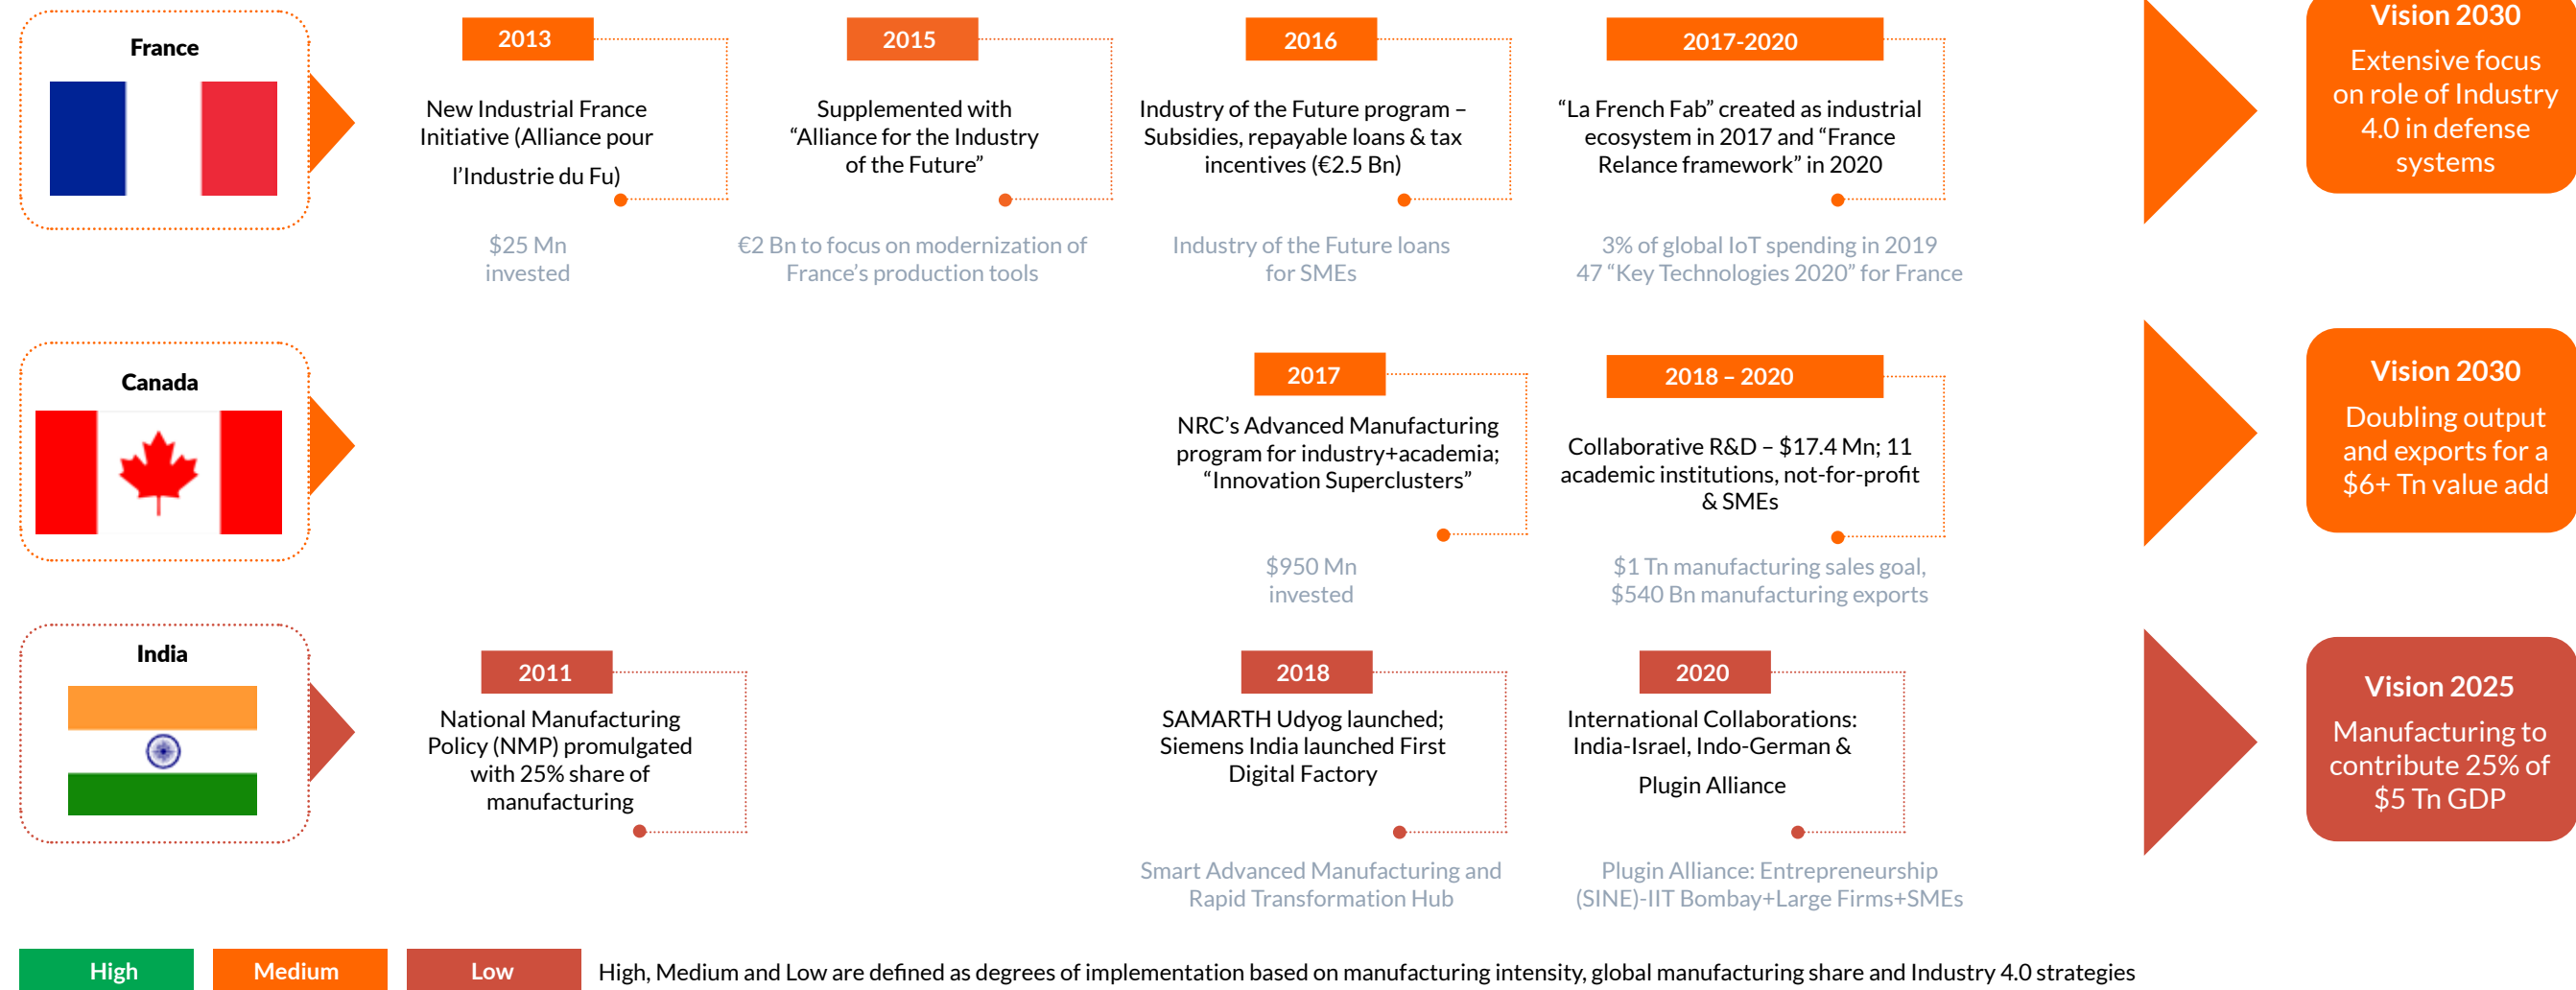 France
2013
New Industrial France
Initiative (Alliance pour
l’Industrie du Fu)
$25 Mn
invested
2015
Supplemented with
“Alliance for the Industry
of the Future”
€2 Bn to focus on modernization of
France’s production tools
2016
Industry of the Future program –
Subsidies, repayable loans & tax
incentives (€2.5 Bn)
Industry of the Future loans
for SMEs
2017-2020
“La French Fab” created as industrial
ecosystem in 2017 and “France
Relance framework” in 2020
3% of global IoT spending in 2019
47 “Key Technologies 2020” for France
Vision 2030
Extensive focus
on role of Industry
4.0 in defense
systems
Canada
2017
NRC’s Advanced Manufacturing
program for industry+academia;
“Innovation Superclusters”
$950 Mn
invested
2018 – 2020
Collaborative R&D – $17.4 Mn; 11
academic institutions, not-for-profit
& SMEs
$1 Tn manufacturing sales goal,
$540 Bn manufacturing exports
Vision 2030
Doubling output
and exports for a
$6+ Tn value add
India
2011
National Manufacturing
Policy (NMP) promulgated
with 25% share of
manufacturing
2018
SAMARTH Udyog launched;
Siemens India launched First
Digital Factory
Smart Advanced Manufacturing and
Rapid Transformation Hub
2020
International Collaborations:
India-Israel, Indo-German &
Plugin Alliance
Plugin Alliance: Entrepreneurship
(SINE)-IIT Bombay+Large Firms+SMEs
Vision 2025
Manufacturing to
contribute 25% of
$5 Tn GDP
High
Medium
Low
High, Medium and Low are defined as degrees of implementation based on manufacturing intensity, global manufacturing share and Industry 4.0 strategies